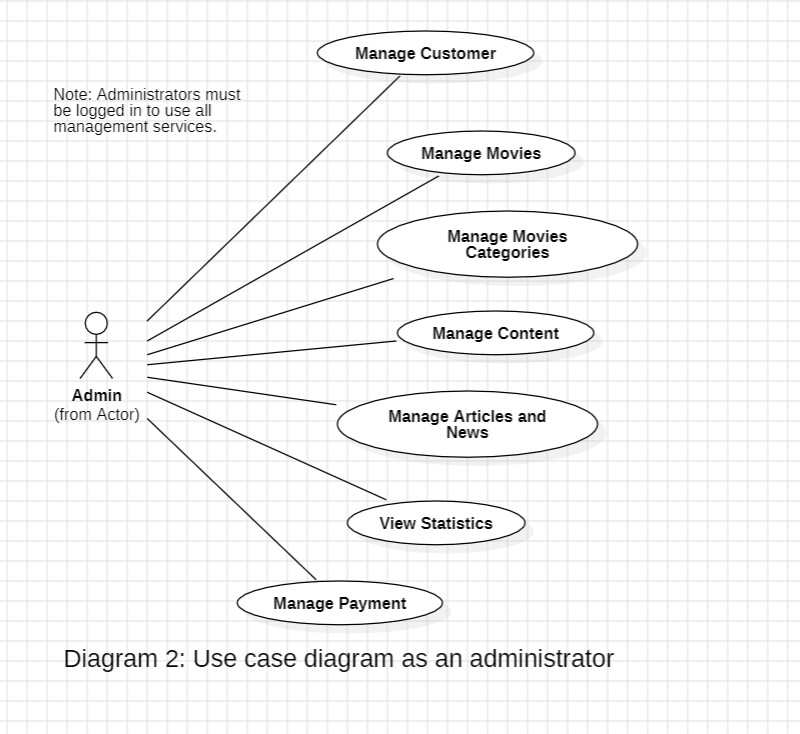 Manage Customer
Note: Administrators must
be logged in to use all
management services.
Manage Movies
Manage Movies
Categories
Manage Content
Admin
(from Actor)
Manage Articles and
News
View Statistics
Manage Payment
Diagram 2: Use case diagram as an administrator